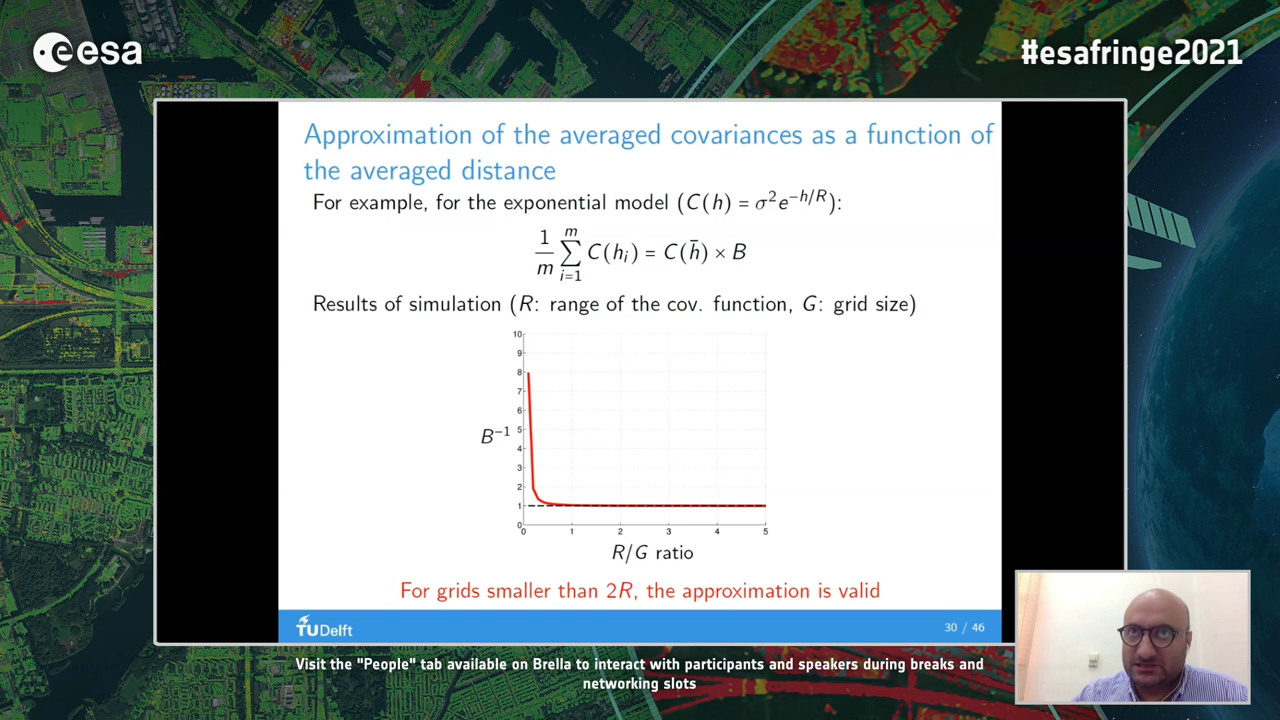 esa
#esafringe2021
Approximation of the averaged covariances as a function of
the averaged distance
For example, for the exponential model (C(h) = σ²e^{−h/R}):
1/m ∑_{i=1}^{m} C(h_i) = C(h̄) × B
Results of simulation (R: range of the cov. function, G: grid size)
10
9
8
7
6
5
4
3
2
1
0
B⁻¹
0 1 2 3 4 5
R/G ratio
For grids smaller than 2R, the approximation is valid
TUDelft
30 / 46
Visit the "People" tab available on Brella to interact with participants and speakers during breaks and
networking slots